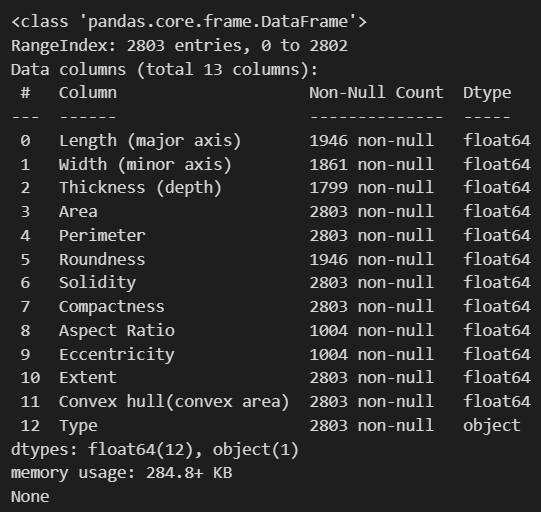 <class 'pandas.core.frame.DataFrame'>
RangeIndex: 2803 entries, 0 to 2802
Data columns (total 13 columns):
 #   Column                    Non-Null Count  Dtype
---  ------                    --------------  -----
 0   Length (major axis)       1946 non-null   float64
 1   Width (minor axis)        1861 non-null   float64
 2   Thickness (depth)         1799 non-null   float64
 3   Area                      2803 non-null   float64
 4   Perimeter                 2803 non-null   float64
 5   Roundness                 1946 non-null   float64
 6   Solidity                  2803 non-null   float64
 7   Compactness               2803 non-null   float64
 8   Aspect Ratio              1004 non-null   float64
 9   Eccentricity              1004 non-null   float64
 10  Extent                    2803 non-null   float64
 11  Convex hull(convex area)  2803 non-null   float64
 12  Type                      2803 non-null   object
dtypes: float64(12), object(1)
memory usage: 284.8+ KB
None